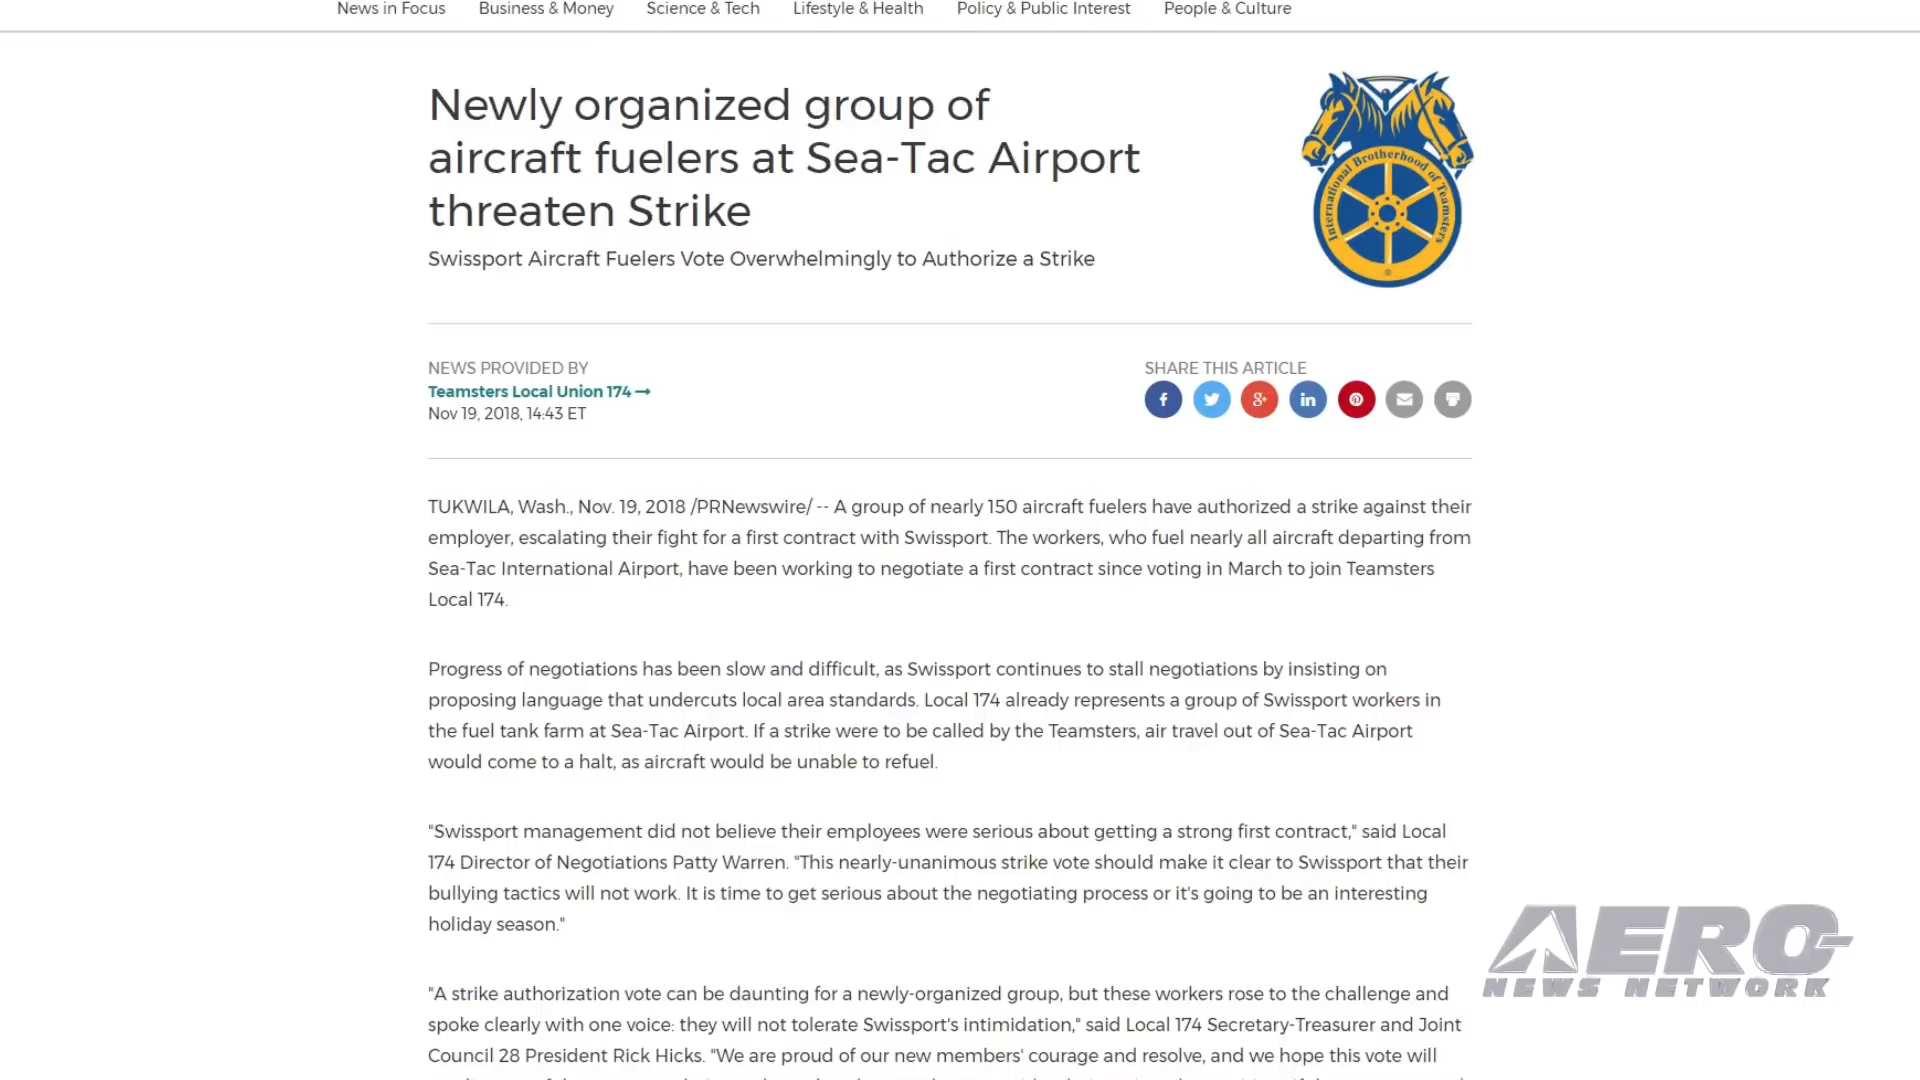 News in Focus Business & Money Science & Tech Lifestyle & Health Policy & Public Interest People & Culture
Newly organized group of
aircraft fuelers at Sea-Tac Airport
threaten Strike
Swissport Aircraft Fuelers Vote Overwhelmingly to Authorize a Strike
International Brotherhood of Teamsters
®
NEWS PROVIDED BY
Teamsters Local Union 174
Nov 19, 2018, 14:43 ET
SHARE THIS ARTICLE
TUKWILA, Wash., Nov. 19, 2018 /PRNewswire/ -- A group of nearly 150 aircraft fuelers have authorized a strike against their
employer, escalating their fight for a first contract with Swissport. The workers, who fuel nearly all aircraft departing from
Sea-Tac International Airport, have been working to negotiate a first contract since voting in March to join Teamsters
Local 174.
Progress of negotiations has been slow and difficult, as Swissport continues to stall negotiations by insisting on
proposing language that undercuts local area standards. Local 174 already represents a group of Swissport workers in
the fuel tank farm at Sea-Tac Airport. If a strike were to be called by the Teamsters, air travel out of Sea-Tac Airport
would come to a halt, as aircraft would be unable to refuel.
"Swissport management did not believe their employees were serious about getting a strong first contract," said Local
174 Director of Negotiations Patty Warren. "This nearly-unanimous strike vote should make it clear to Swissport that their
bullying tactics will not work. It is time to get serious about the negotiating process or it's going to be an interesting
holiday season."
"A strike authorization vote can be daunting for a newly-organized group, but these workers rose to the challenge and
spoke clearly with one voice: they will not tolerate Swissport's intimidation," said Local 174 Secretary-Treasurer and Joint
Council 28 President Rick Hicks. "We are proud of our new members' courage and resolve, and we hope this vote will
AERO-
NEWS NETWORK